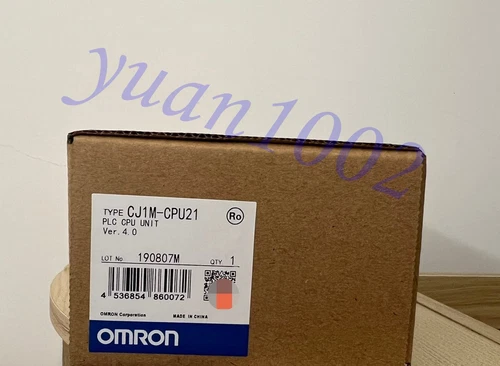 yuan1002
TYPE CJ1M-CPU21
Ro
PLC CPU UNIT
Ver.4.0
LOT No 190807M QTY 1
4 536854 860072
OMRON Corporation MADE IN CHINA
OMRON